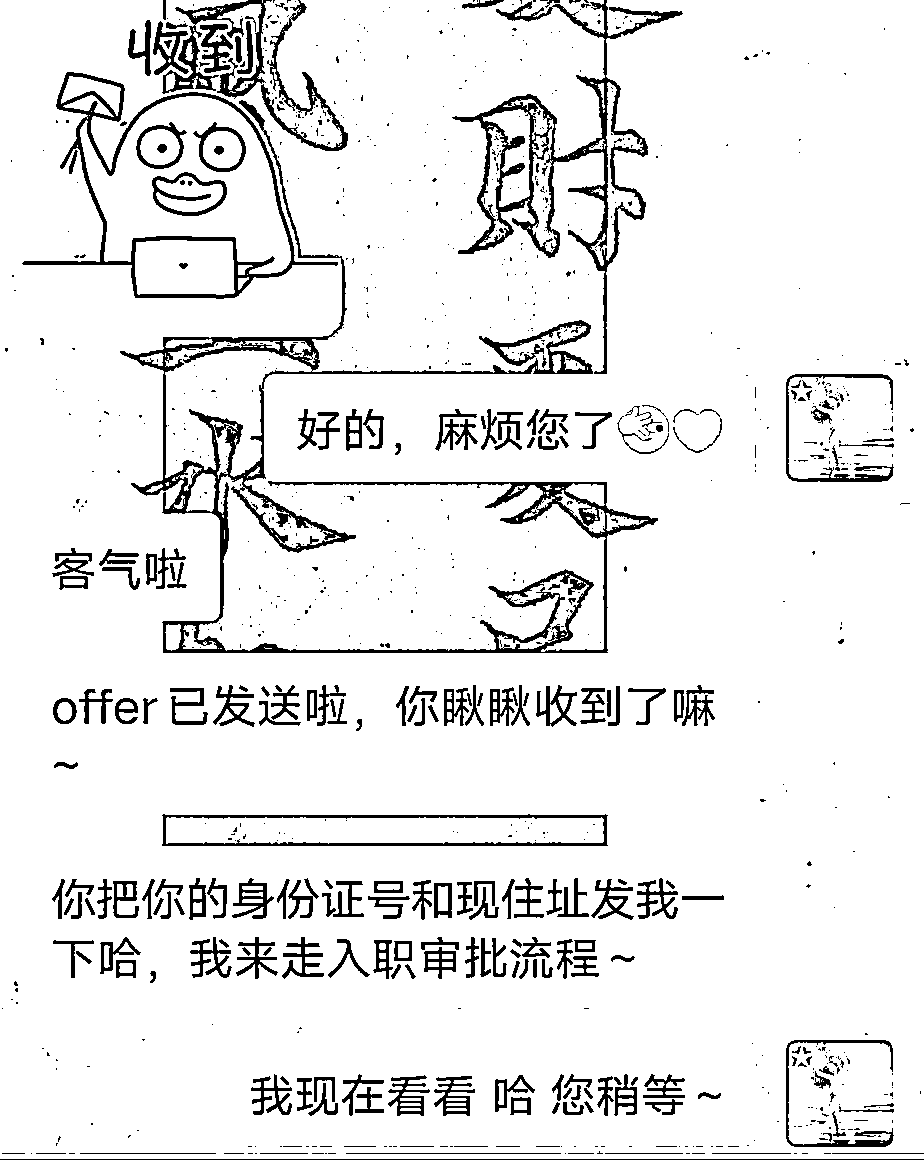 收到
財
好的，麻烦您了
客气啦
offer 已发送啦，你瞅瞅收到了嘛
~
你把你的身份证号和现住址发我一
下哈，我来走入职审批流程~
我现在看看 哈 您稍等~